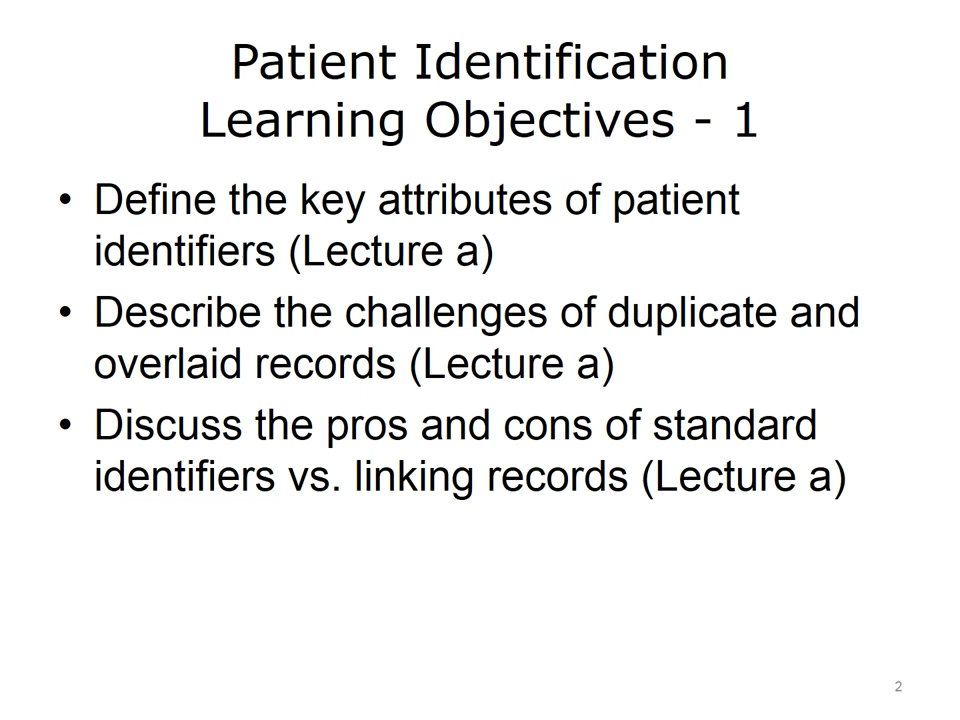 Patient Identification
Learning Objectives - 1
• Define the key attributes of patient
identifiers (Lecture a)
• Describe the challenges of duplicate and
overlaid records (Lecture a)
• Discuss the pros and cons of standard
identifiers vs. linking records (Lecture a)
2